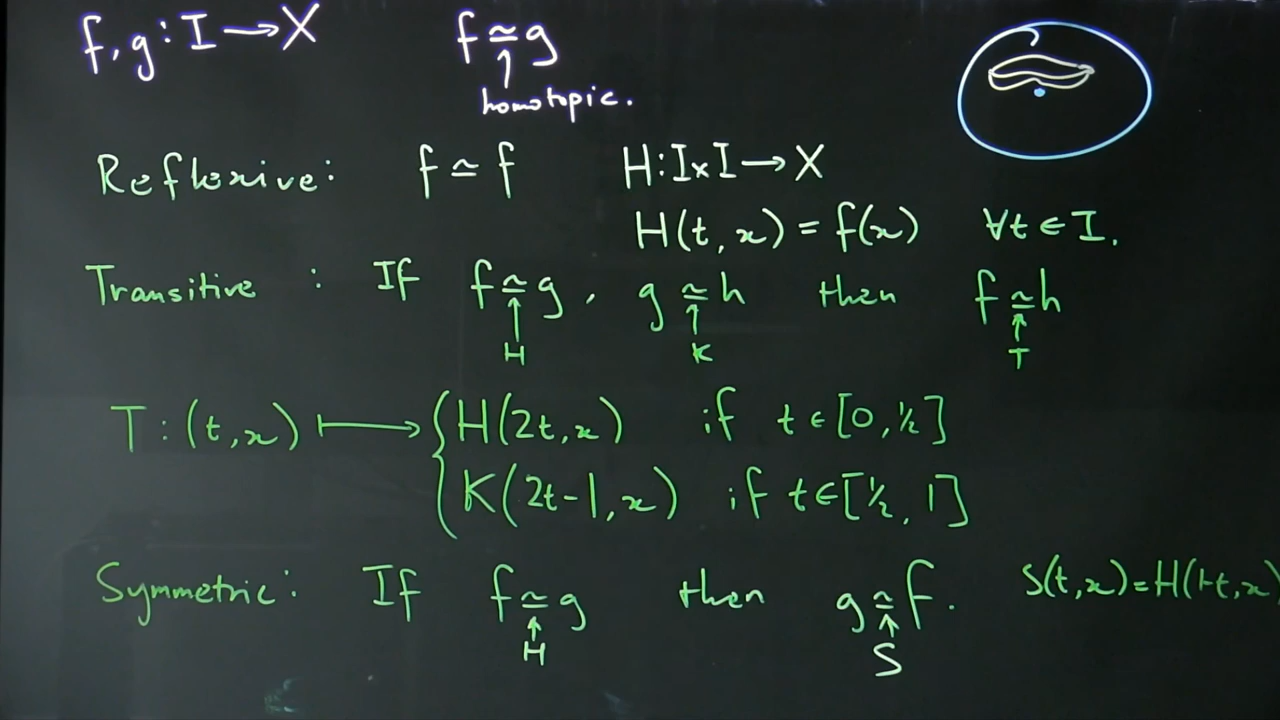 f, g : I → X f ≃ g
↑
homotopic.
Reflexive: f ≃ f H : I × I → X
H(t, x) = f(x) ∀t ∈ I.
Transitive : If f ≃ g , g ≃ h then f ≃ h
↑ ↑ ↑
H K T
T : (t, x) ⟼ { H(2t, x) if t ∈ [0, ½]
K(2t-1, x) if t ∈ [½, 1]
Symmetric: If f ≃ g then g ≃ f. S(t, x) = H(1-t, x)
↑ ↑
H S